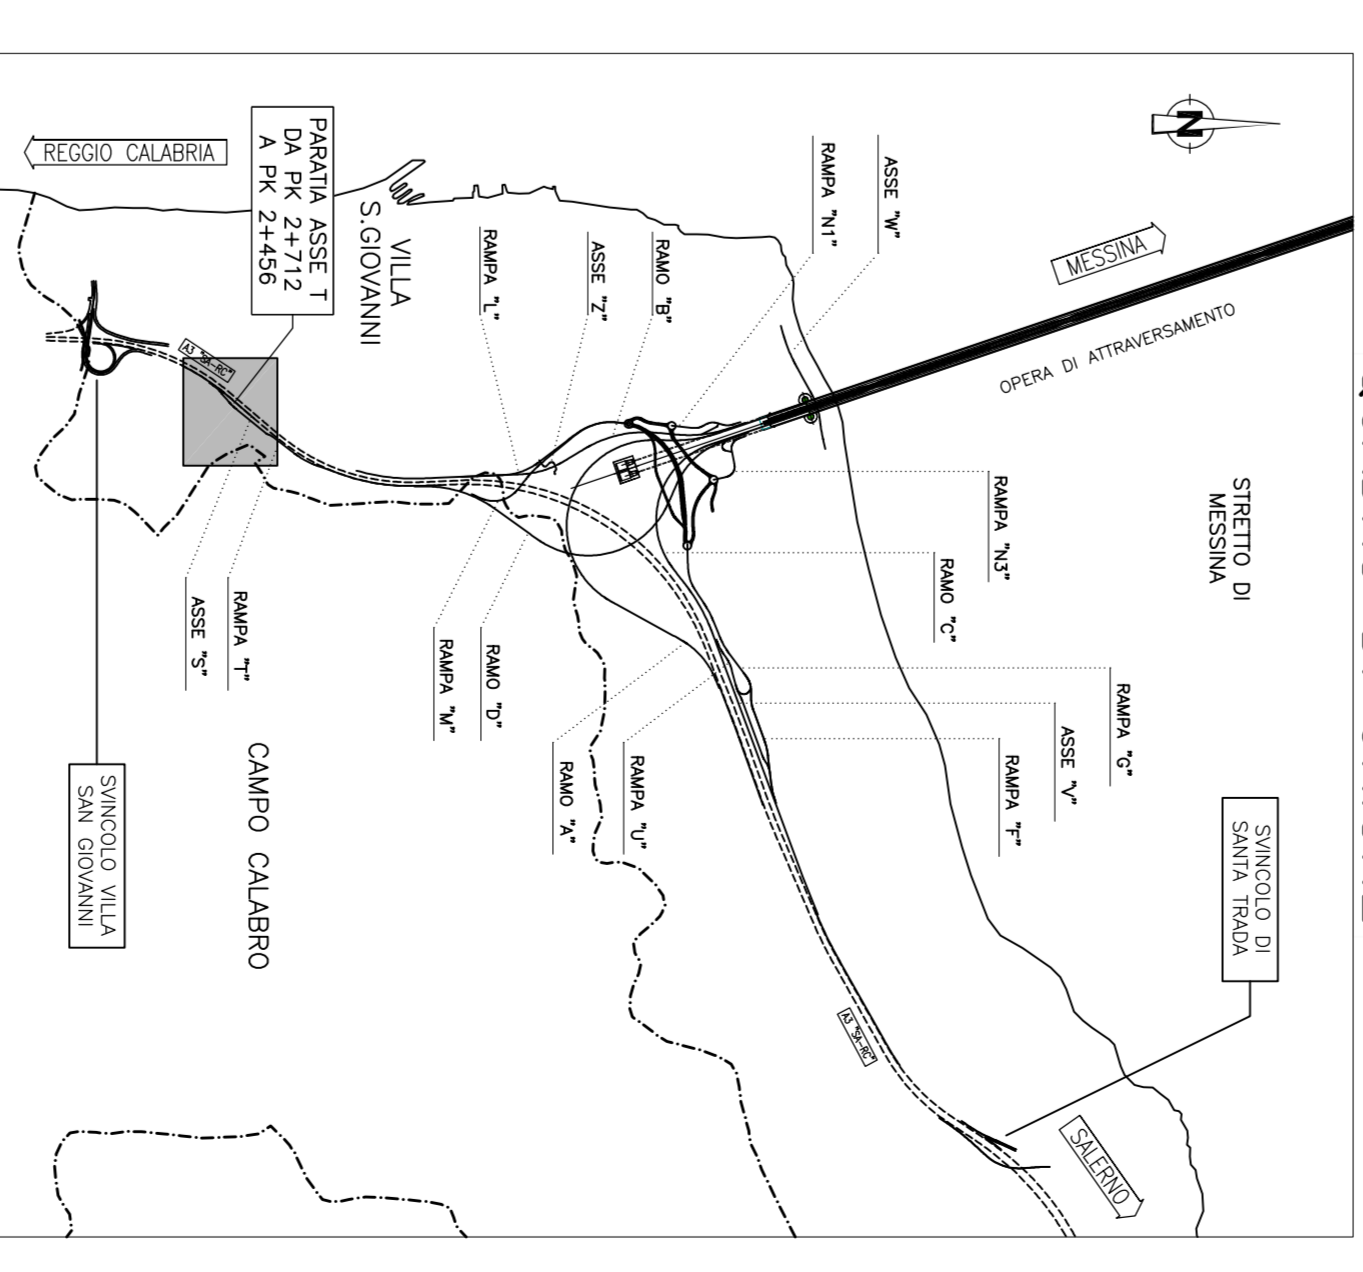 N
REGGIO CALABRIA
PARATIA ASSE T
DA PK 2+712
A PK 2+456
VILLA
S.GIOVANNI
RAMPA "L"
ASSE "Z"
RAMO "B"
RAMPA "N1"
ASSE "W"
MESSINA
OPERA DI ATTRAVERSAMENTO
STRETTO DI
MESSINA
A3 "SA-RC"
RAMPA "N3"
RAMO "C"
RAMPA "G"
ASSE "V"
RAMPA "F"
ASSE "S"
RAMPA "T"
RAMPA "M"
RAMO "D"
RAMO "A"
RAMPA "U"
CAMPO CALABRO
SVINCOLO VILLA
SAN GIOVANNI
SVINCOLO DI
SANTA TRADA
A3 "SA-RC"
SALERNO